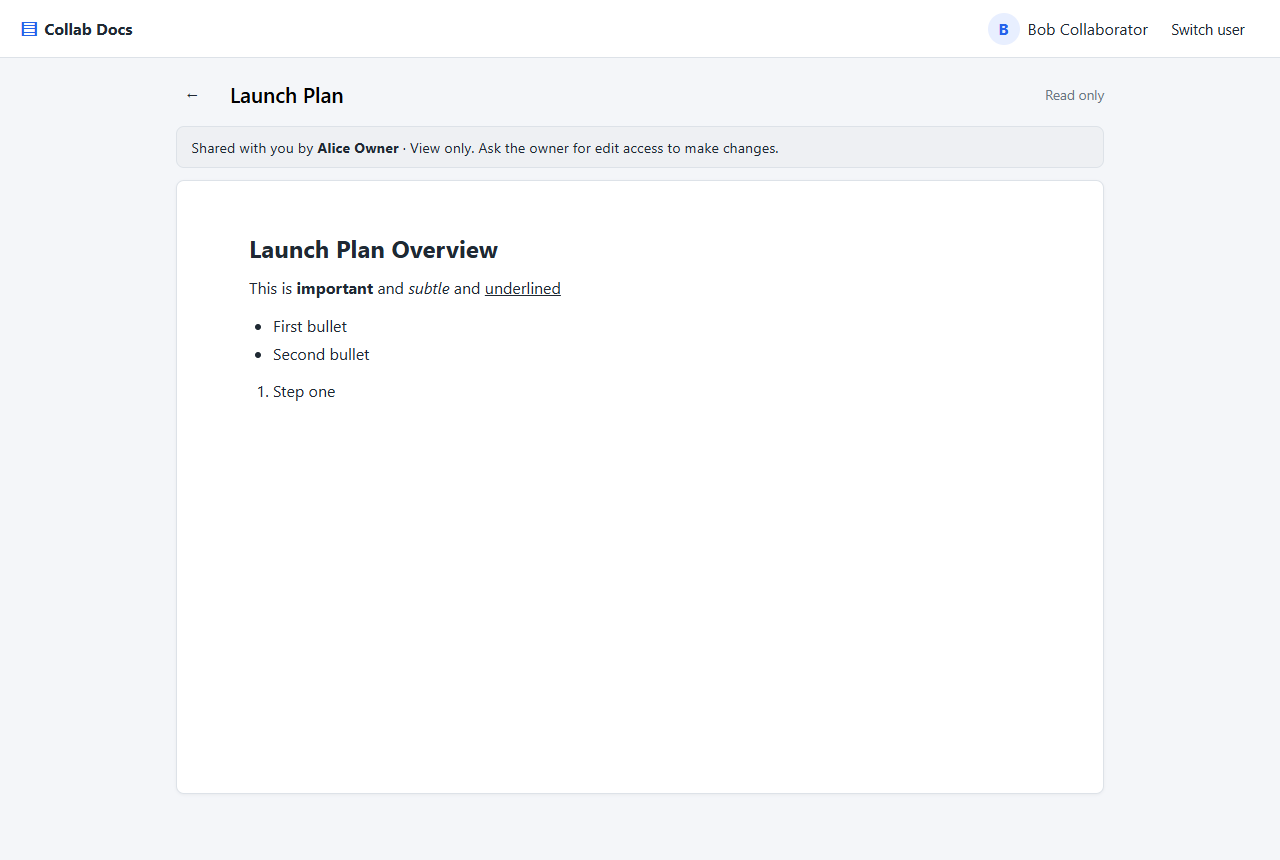 Collab Docs
B Bob Collaborator Switch user
← Launch Plan Read only
Shared with you by Alice Owner · View only. Ask the owner for edit access to make changes.
Launch Plan Overview
This is important and subtle and underlined
• First bullet
• Second bullet
1. Step one